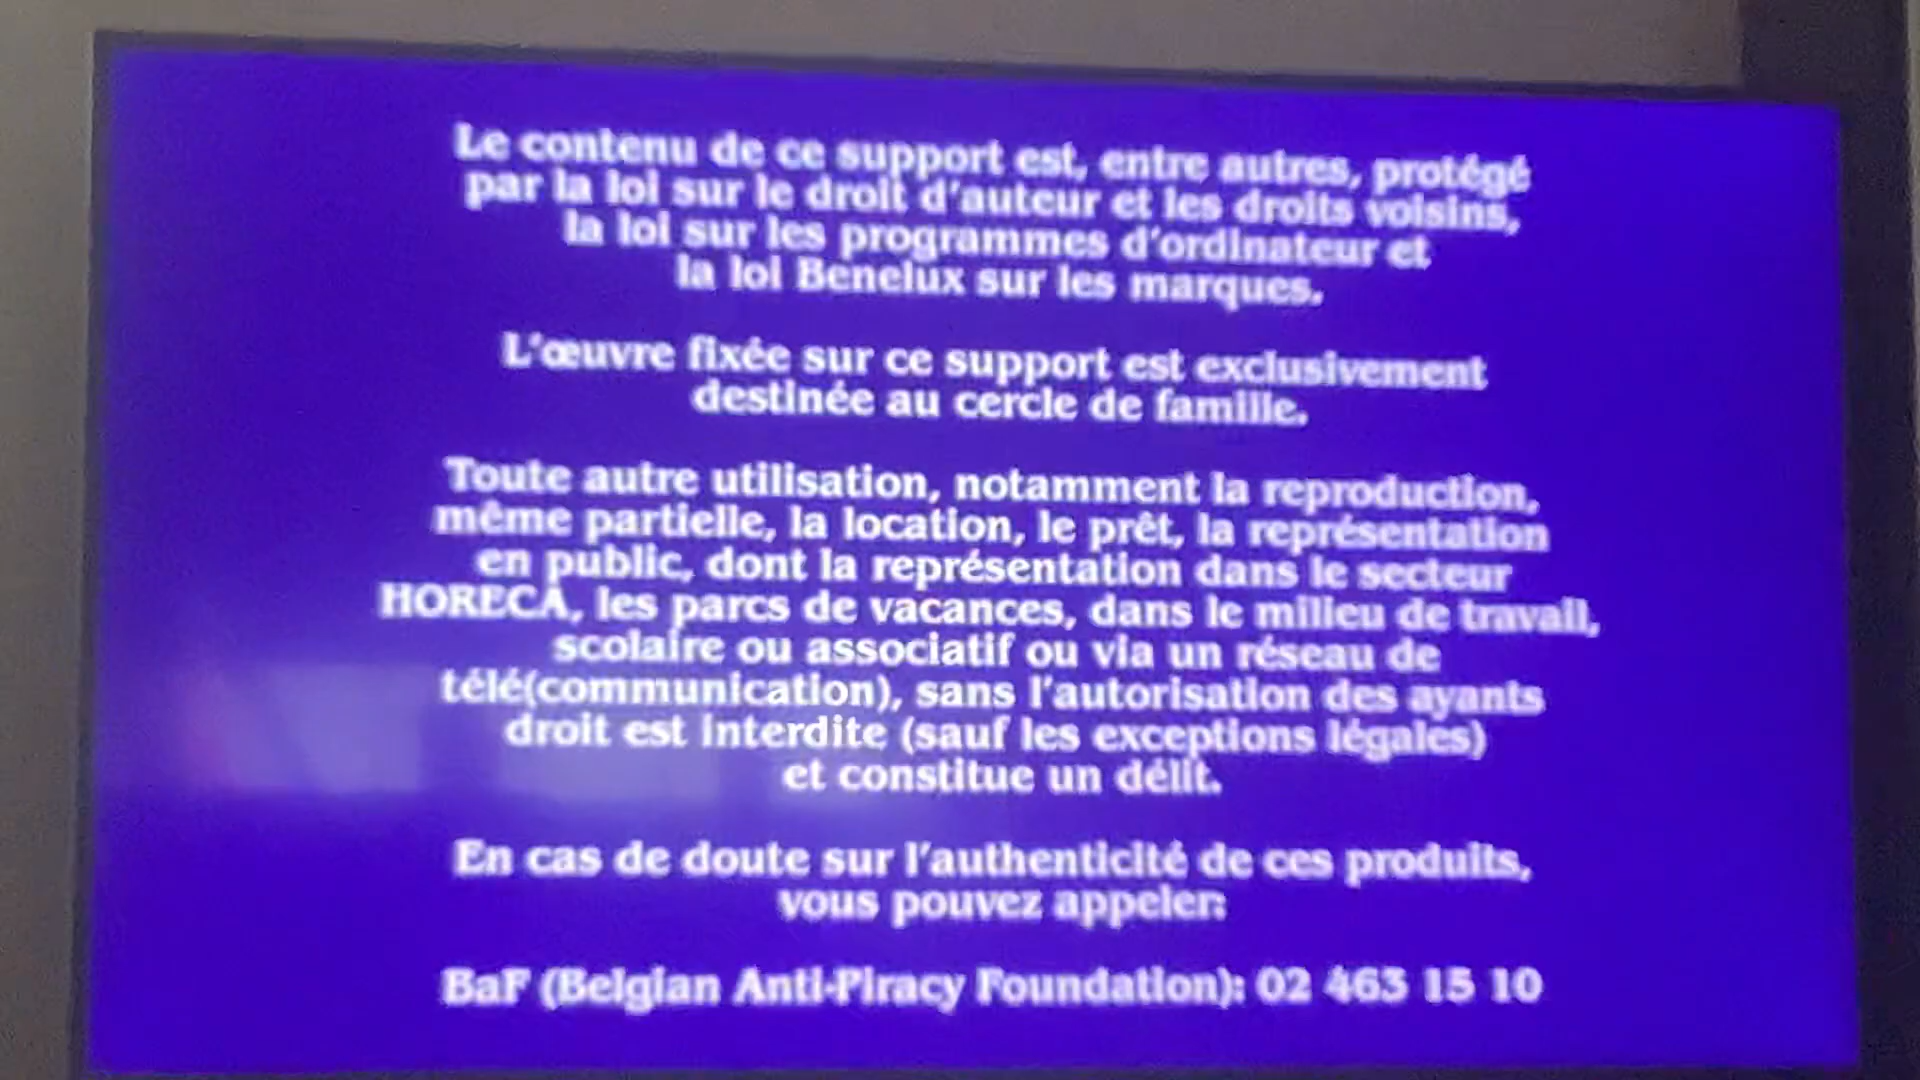 Le contenu de ce support est, entre autres, protégé
par la loi sur le droit d'auteur et les droits voisins,
la loi sur les programmes d'ordinateur et
la loi Benelux sur les marques.
L'œuvre fixée sur ce support est exclusivement
destinée au cercle de famille.
Toute autre utilisation, notamment la reproduction,
même partielle, la location, le prêt, la représentation
en public, dont la représentation dans le secteur
HORECA, les parcs de vacances, dans le milieu de travail,
scolaire ou associatif ou via un réseau de
télé(communication), sans l'autorisation des ayants
droit est interdite (sauf les exceptions légales)
et constitue un délit.
En cas de doute sur l'authenticité de ces produits,
vous pouvez appeler:
BaF (Belgian Anti-Piracy Foundation): 02 463 15 10